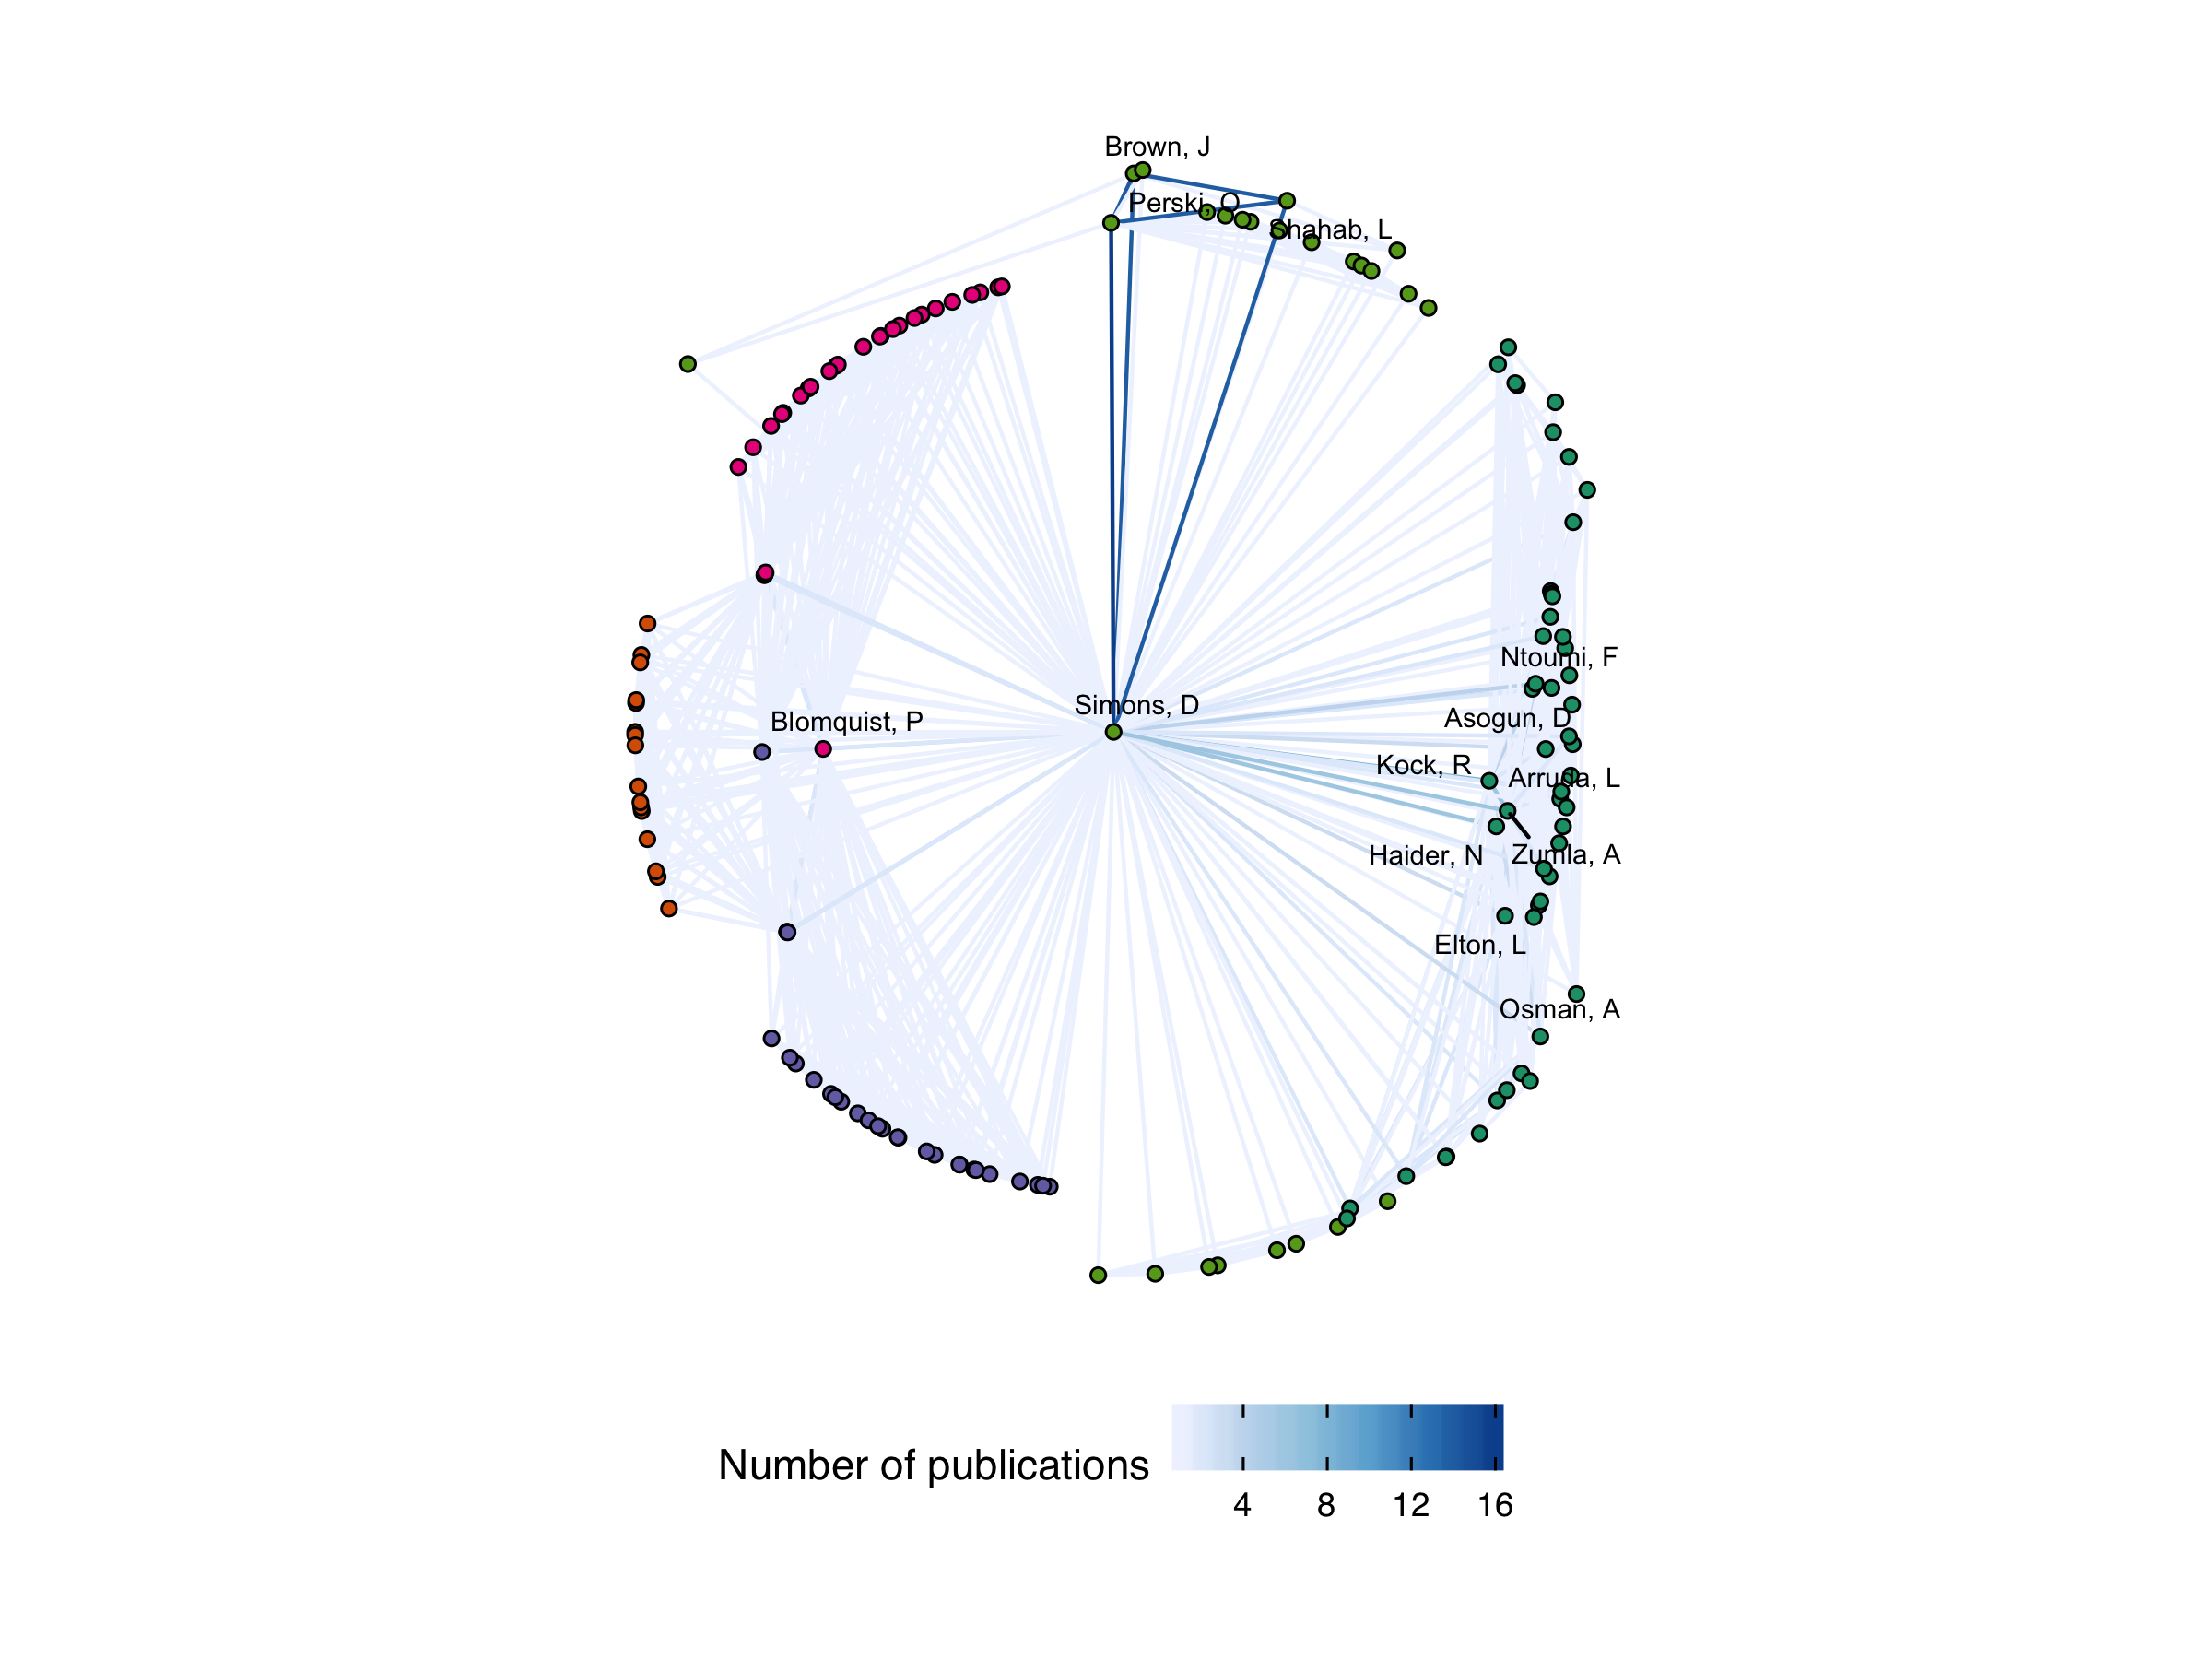 Brown, J
Perski, O
Shahab, L
Ntoumi, F
Simons, D
Asogun, D
Blomquist, P
Kock, R
Arruda, L
Haider, N
Zumla, A
Elton, L
Osman, A
Number of publications
4 8 12 16